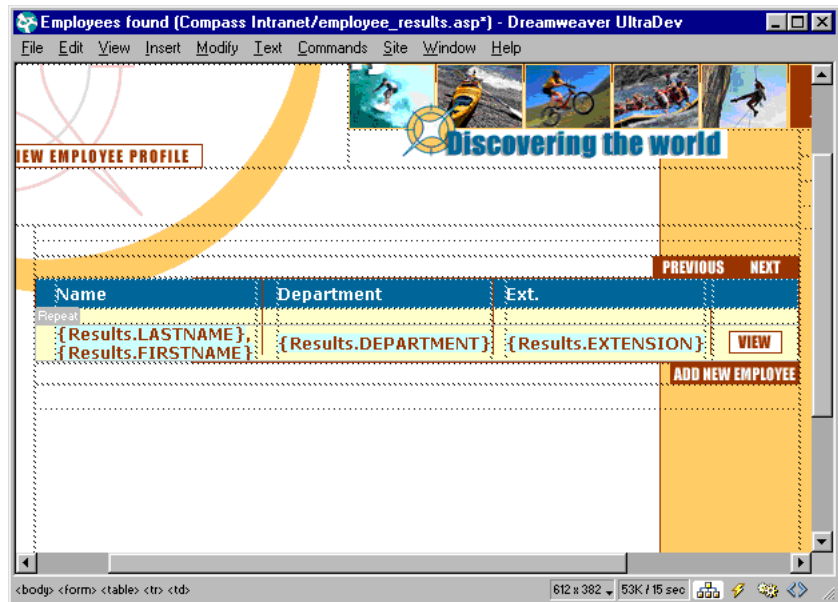 Employees found (Compass Intranet/employee_results.asp*) - Dreamweaver UltraDev
File Edit View Insert Modify Text Commands Site Window Help
Discovering the world
IEW EMPLOYEE PROFILE
PREVIOUS NEXT
Name Department Ext.
Repeat
{Results.LASTNAME},
{Results.FIRSTNAME} {Results.DEPARTMENT} {Results.EXTENSION} VIEW
ADD NEW EMPLOYEE
<body> <form> <table> <tr> <td> 612 x 382 53K / 15 sec